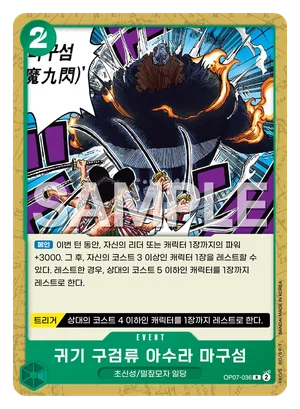 2
마구섬
魔九閃)'
SAMPLE
메인 이번 턴 동안, 자신의 리더 또는 캐릭터 1장까지의 파워
+3000. 그 후, 자신의 코스트 3 이상인 캐릭터 1장을 레스트할 수
있다. 레스트한 경우, 상대의 코스트 5 이하인 캐릭터를 1장까지
레스트로 한다.
트리거 상대의 코스트 4 이하인 캐릭터를 1장까지 레스트로 한다.
EVENT
귀기 구검류 아수라 마구섬
초신성/밀짚모자 일당
OP07-036 R 2